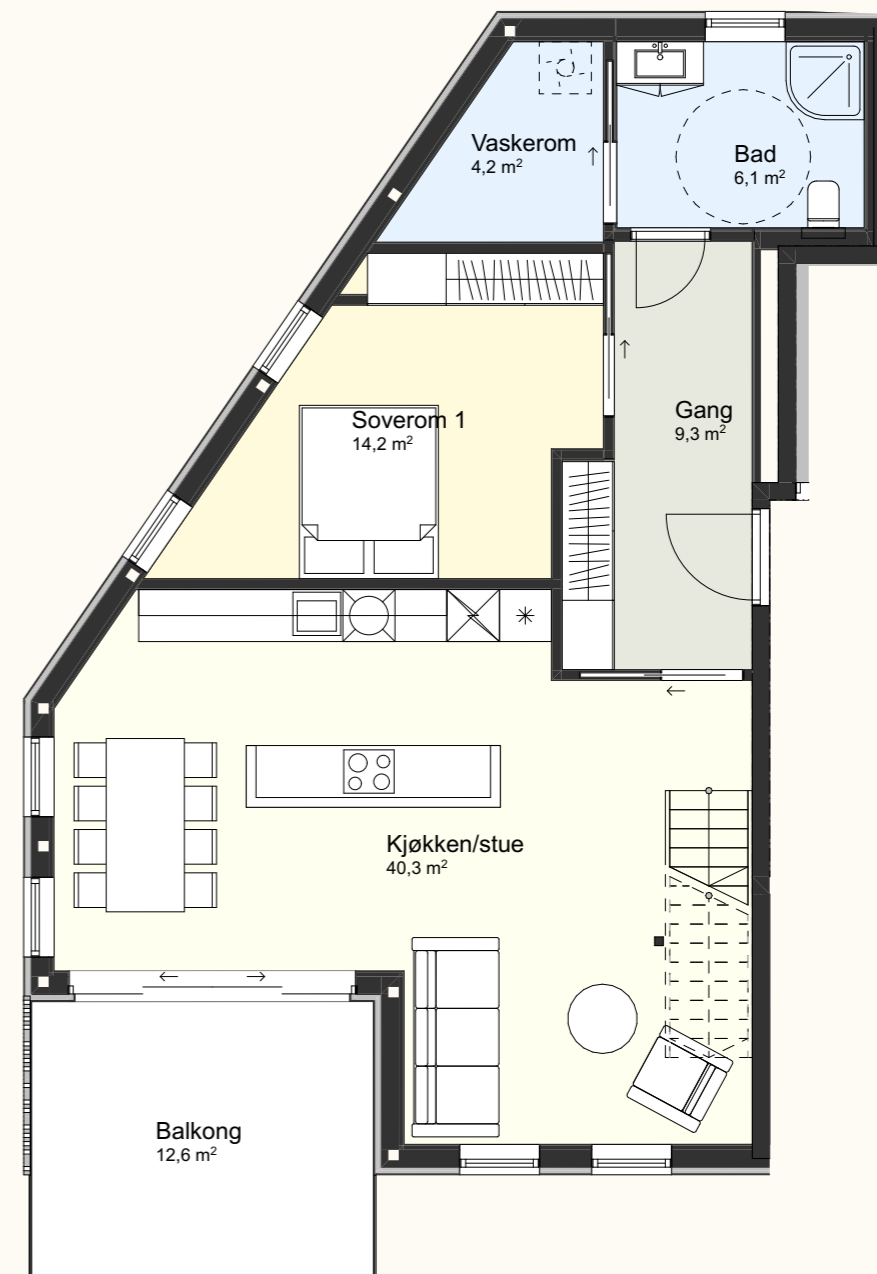 Vaskerom
4,2 m²
Bad
6,1 m²
Soverom 1
14,2 m²
Gang
9,3 m²
Kjøkken/stue
40,3 m²
Balkong
12,6 m²